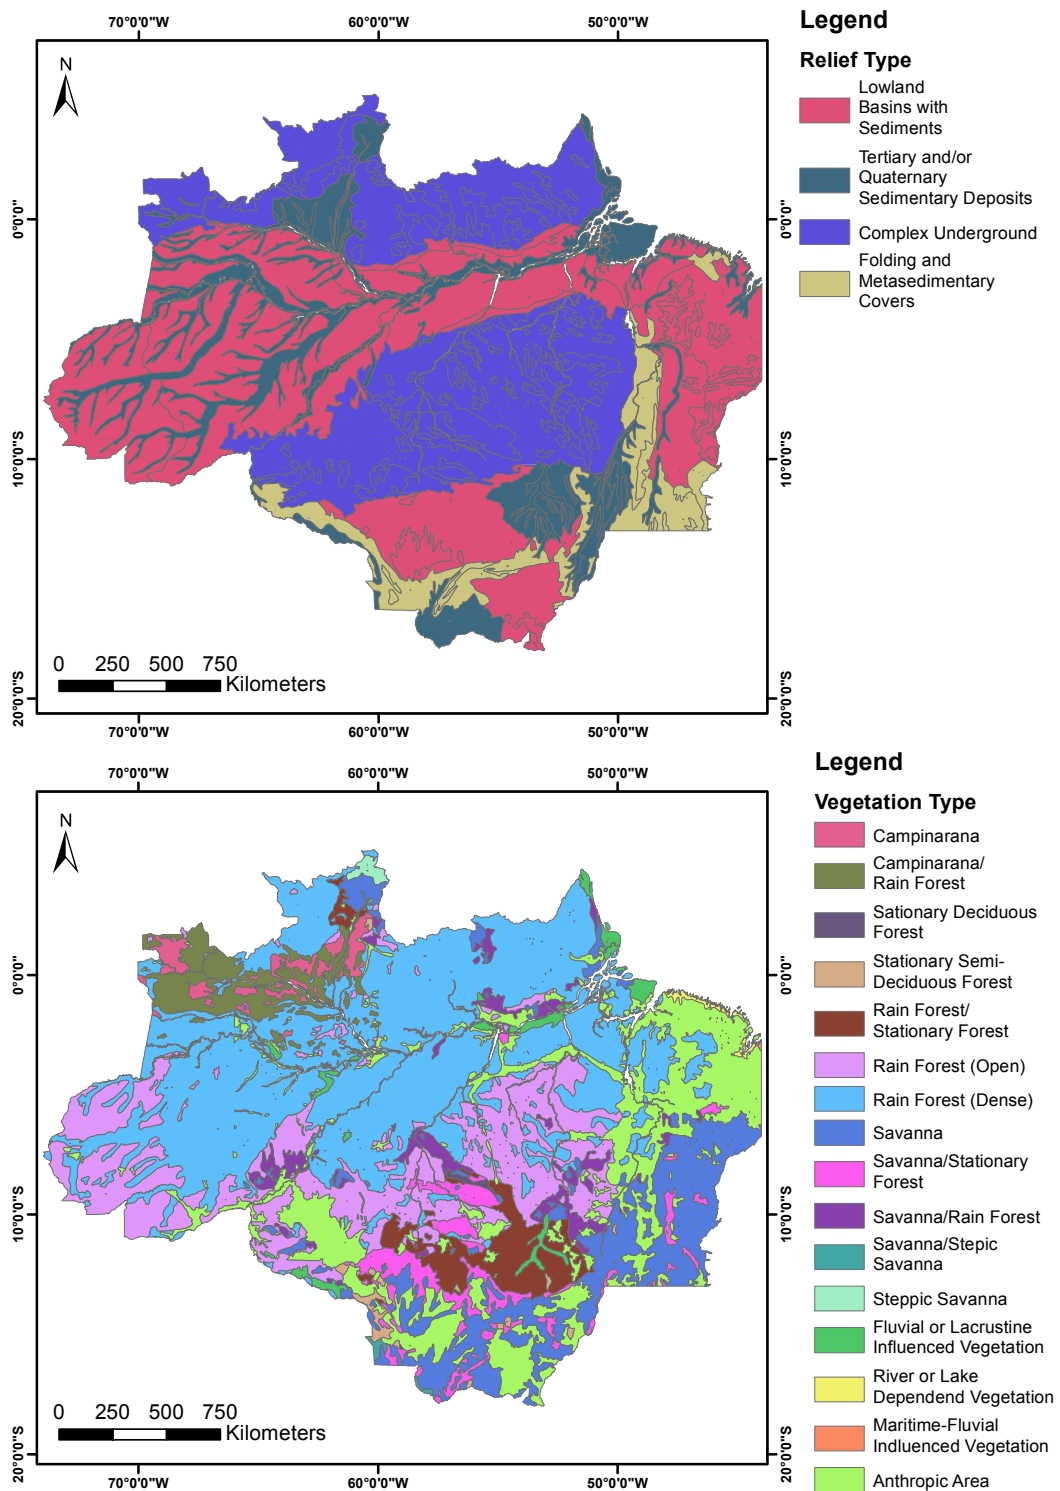 70°0'0"W 60°0'0"W 50°0'0"W
Legend
Relief Type
N
Lowland
Basins with
Sediments
Tertiary and/or
Quaternary
Sedimentary Deposits
Complex Underground
Folding and
Metasedimentary
Covers
0°0'0"
0°0'0"
10°0'0"S
10°0'0"S
20°0'0"S
20°0'0"S
0 250 500 750
Kilometers
70°0'0"W 60°0'0"W 50°0'0"W
70°0'0"W 60°0'0"W 50°0'0"W
Legend
Vegetation Type
N
Campinarana
Campinarana/
Rain Forest
Sationary Deciduous
Forest
Stationary Semi-
Deciduous Forest
Rain Forest/
Stationary Forest
Rain Forest (Open)
Rain Forest (Dense)
Savanna
Savanna/Stationary
Forest
Savanna/Rain Forest
Savanna/Stepic
Savanna
Steppic Savanna
Fluvial or Lacrustine
Influenced Vegetation
River or Lake
Dependend Vegetation
Maritime-Fluvial
Indluenced Vegetation
Anthropic Area
0°0'0"
0°0'0"
10°0'0"S
10°0'0"S
20°0'0"S
20°0'0"S
0 250 500 750
Kilometers
70°0'0"W 60°0'0"W 50°0'0"W